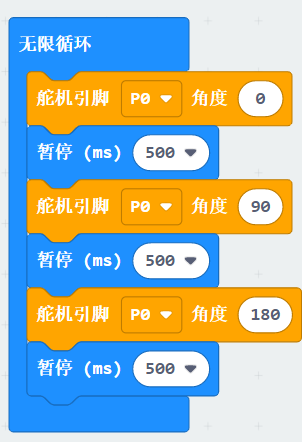 无限循环
舵机引脚 P0 角度 0
暂停 (ms) 500
舵机引脚 P0 角度 90
暂停 (ms) 500
舵机引脚 P0 角度 180
暂停 (ms) 500